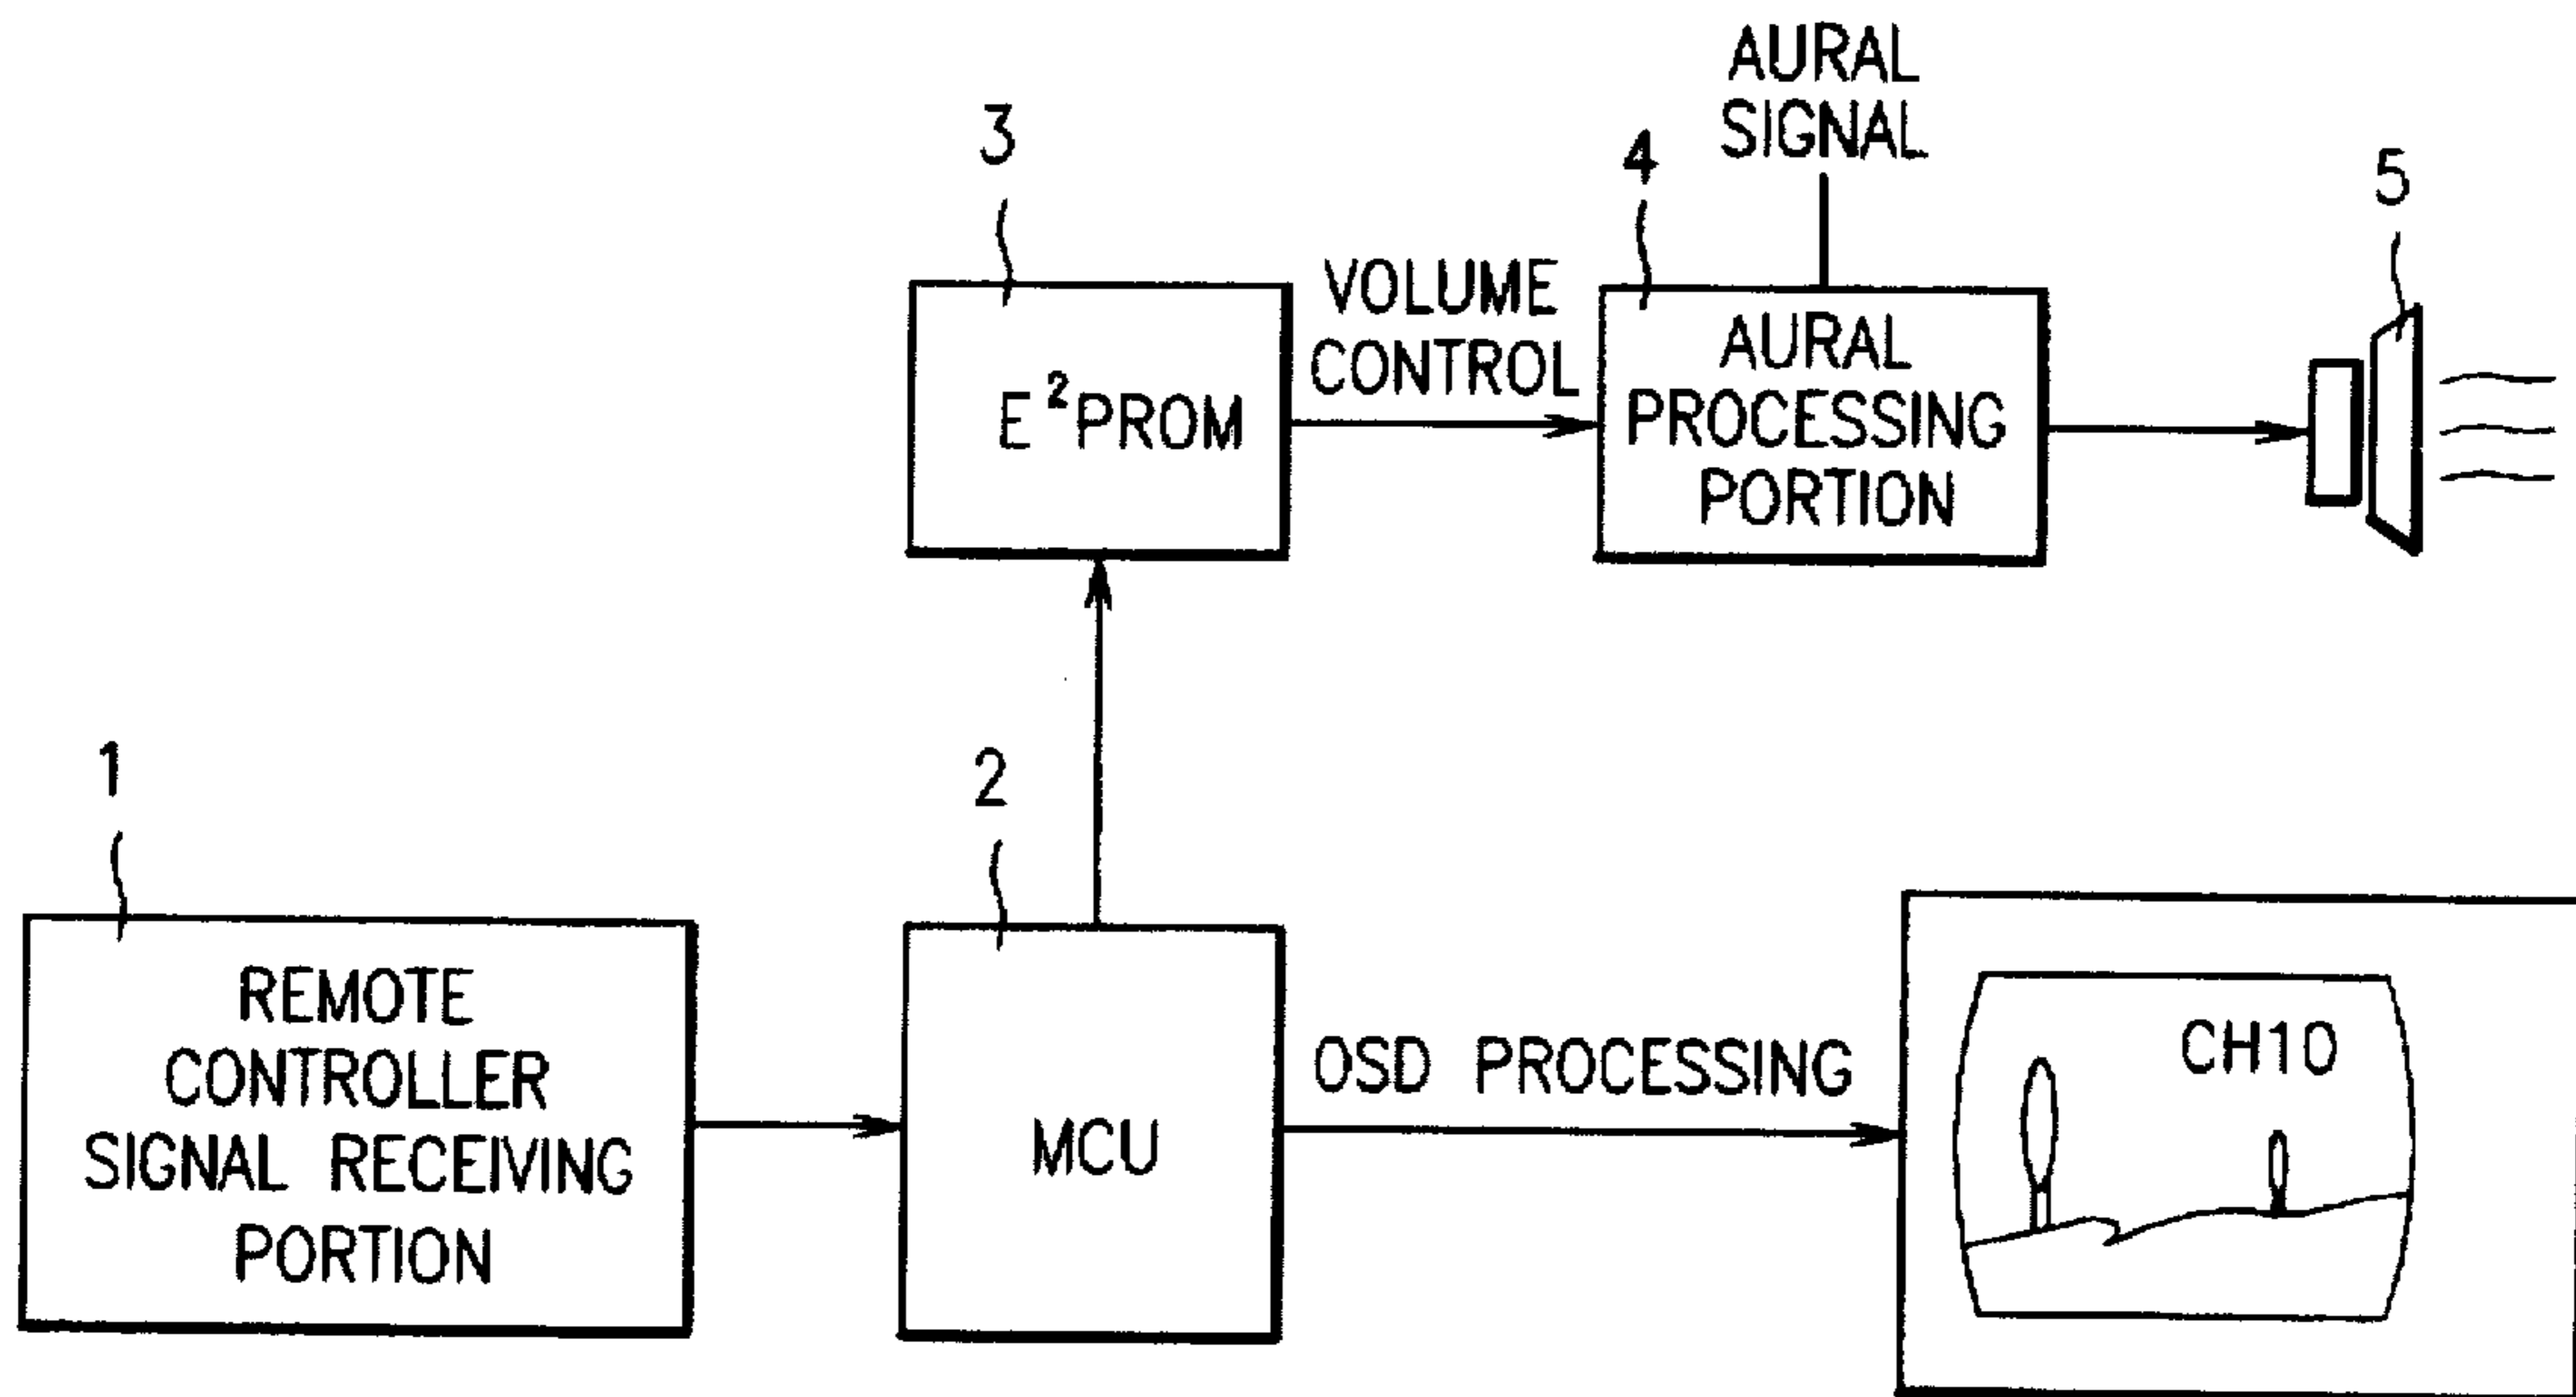 AURAL
SIGNAL
3
4
5
VOLUME
CONTROL
E²PROM
AURAL
PROCESSING
PORTION
1
2
REMOTE
CONTROLLER
SIGNAL RECEIVING
PORTION
MCU
OSD PROCESSING
CH10